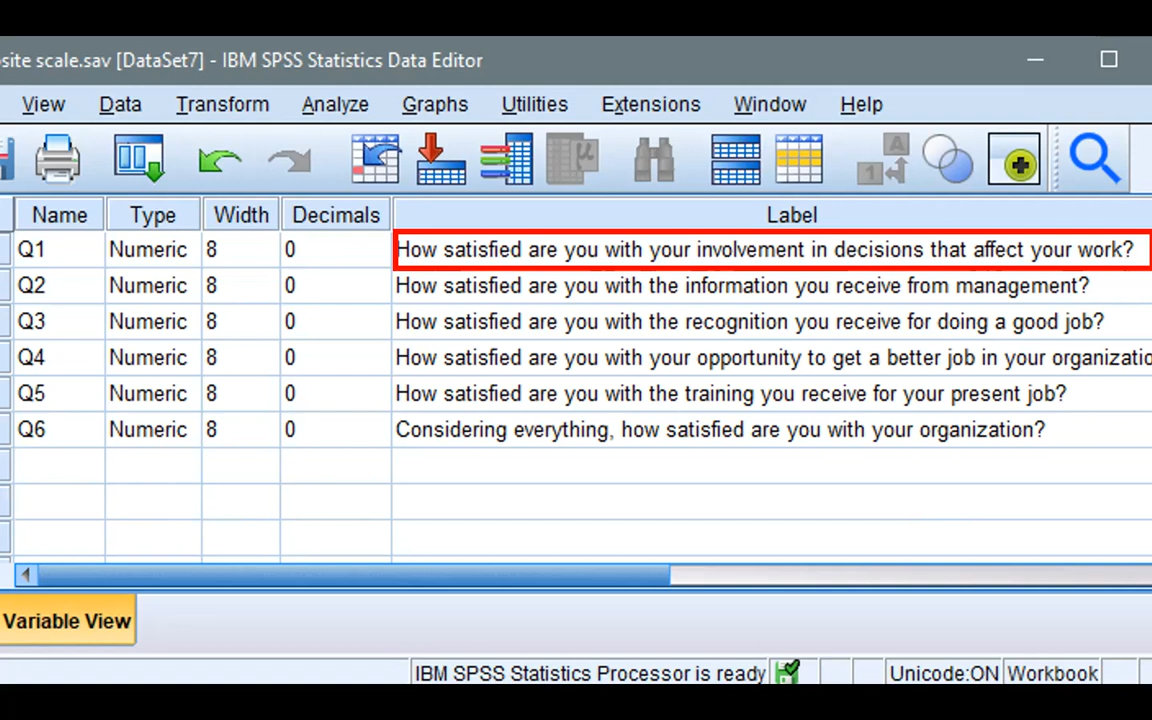 site scale.sav [DataSet7] - IBM SPSS Statistics Data Editor
View Data Transform Analyze Graphs Utilities Extensions Window Help
Name Type Width Decimals Label
Q1 Numeric 8 0 How satisfied are you with your involvement in decisions that affect your work?
Q2 Numeric 8 0 How satisfied are you with the information you receive from management?
Q3 Numeric 8 0 How satisfied are you with the recognition you receive for doing a good job?
Q4 Numeric 8 0 How satisfied are you with your opportunity to get a better job in your organizatio
Q5 Numeric 8 0 How satisfied are you with the training you receive for your present job?
Q6 Numeric 8 0 Considering everything, how satisfied are you with your organization?
Variable View
IBM SPSS Statistics Processor is ready Unicode:ON Workbook